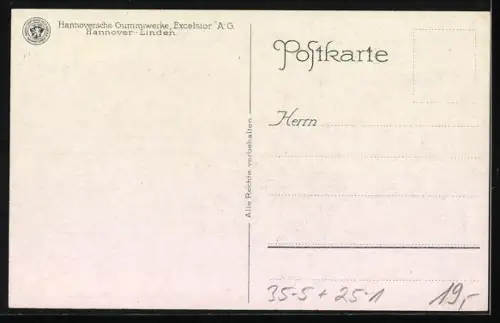 Hannoversche Gummiwerke „Excelsior" A.G.
Hannover-Linden.
Postkarte
Herrn
Alle Rechte vorbehalten.
35-5 + 25-1
19,-